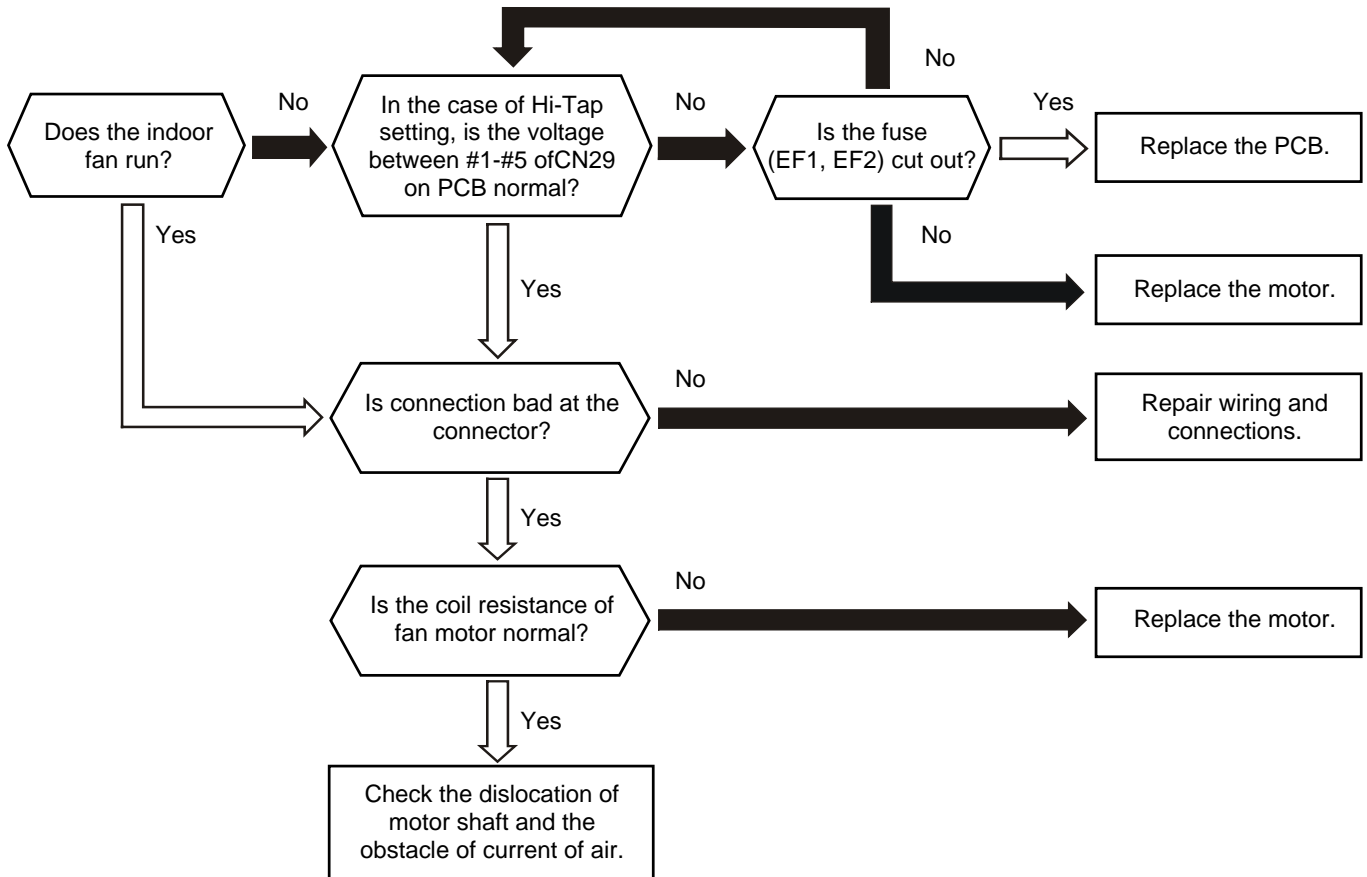 No
No
No
Yes
Does the indoor
fan run?
In the case of Hi-Tap
setting, is the voltage
between #1-#5 ofCN29
on PCB normal?
Is the fuse
(EF1, EF2) cut out?
Replace the PCB.
Yes
No
Replace the motor.
Yes
Is connection bad at the
connector?
No
Repair wiring and
connections.
Yes
Is the coil resistance of
fan motor normal?
No
Replace the motor.
Yes
Check the dislocation of
motor shaft and the
obstacle of current of air.